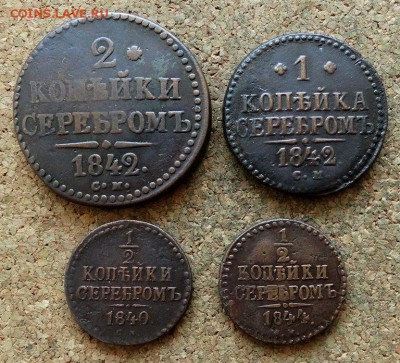 COINS.LAVE.RU
2
КОПѢЙКИ
СЕРЕБРОМЪ
1842.
С.М.
1
КОПѢЙКА
СЕРЕБРОМЪ
1842
С.М
1/2
КОПѢЙКИ
СЕРЕБРОМЪ
1840
1/2
КОПѢЙКИ
СЕРЕБРОМЪ
1844